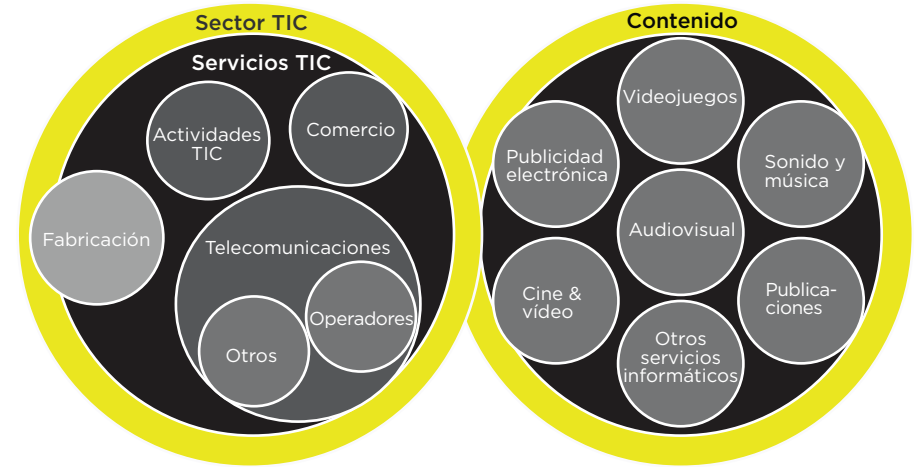 Sector TIC
Servicios TIC
Actividades
TIC
Comercio
Fabricación
Telecomunicaciones
Operadores
Otros
Contenido
Videojuegos
Publicidad
electrónica
Sonido y
música
Audiovisual
Cine &
vídeo
Publica-
ciones
Otros
servicios
informáticos